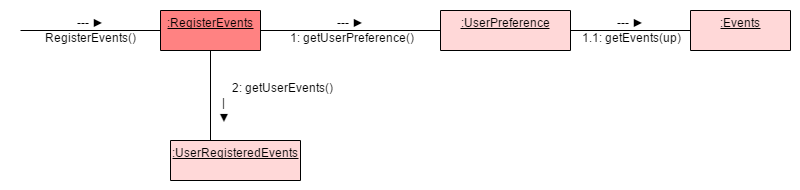 :RegisterEvents
:UserPreference
:Events
RegisterEvents()
1: getUserPreference()
1.1: getEvents(up)
2: getUserEvents()
:UserRegisteredEvents